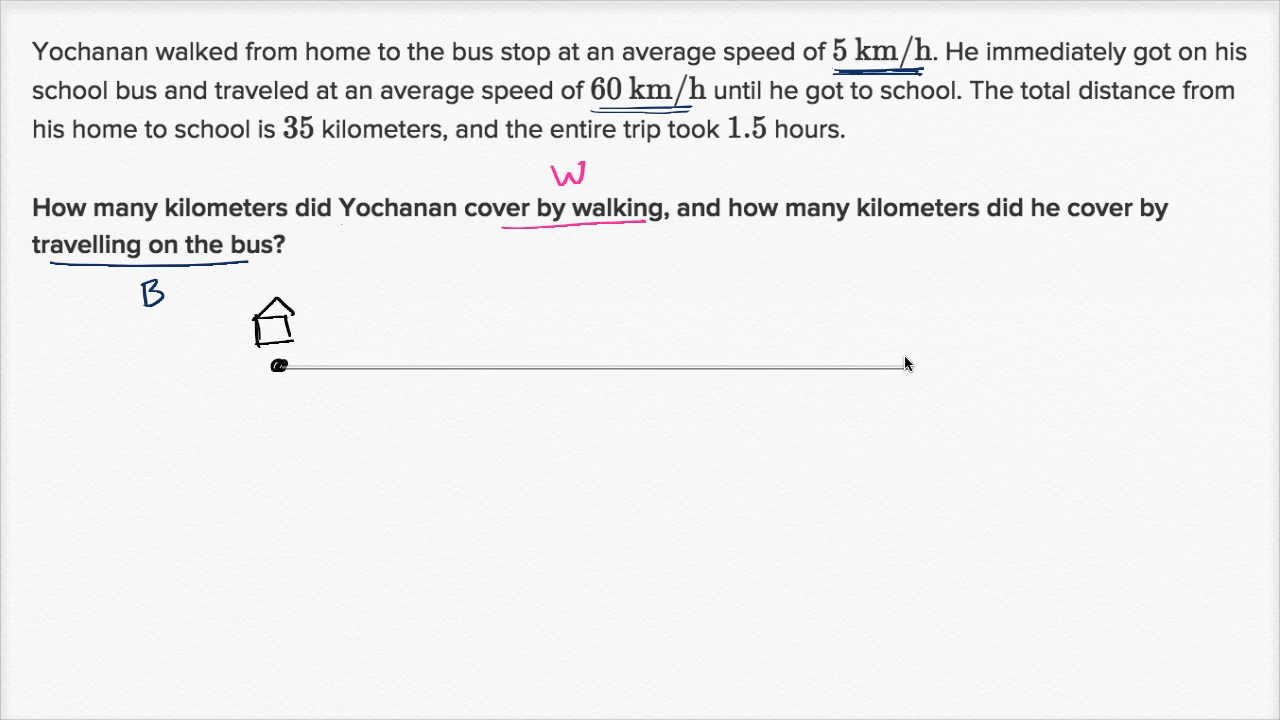 Yochanan walked from home to the bus stop at an average speed of 5 km/h. He immediately got on his
school bus and traveled at an average speed of 60 km/h until he got to school. The total distance from
his home to school is 35 kilometers, and the entire trip took 1.5 hours.
W
How many kilometers did Yochanan cover by walking, and how many kilometers did he cover by
travelling on the bus?
B